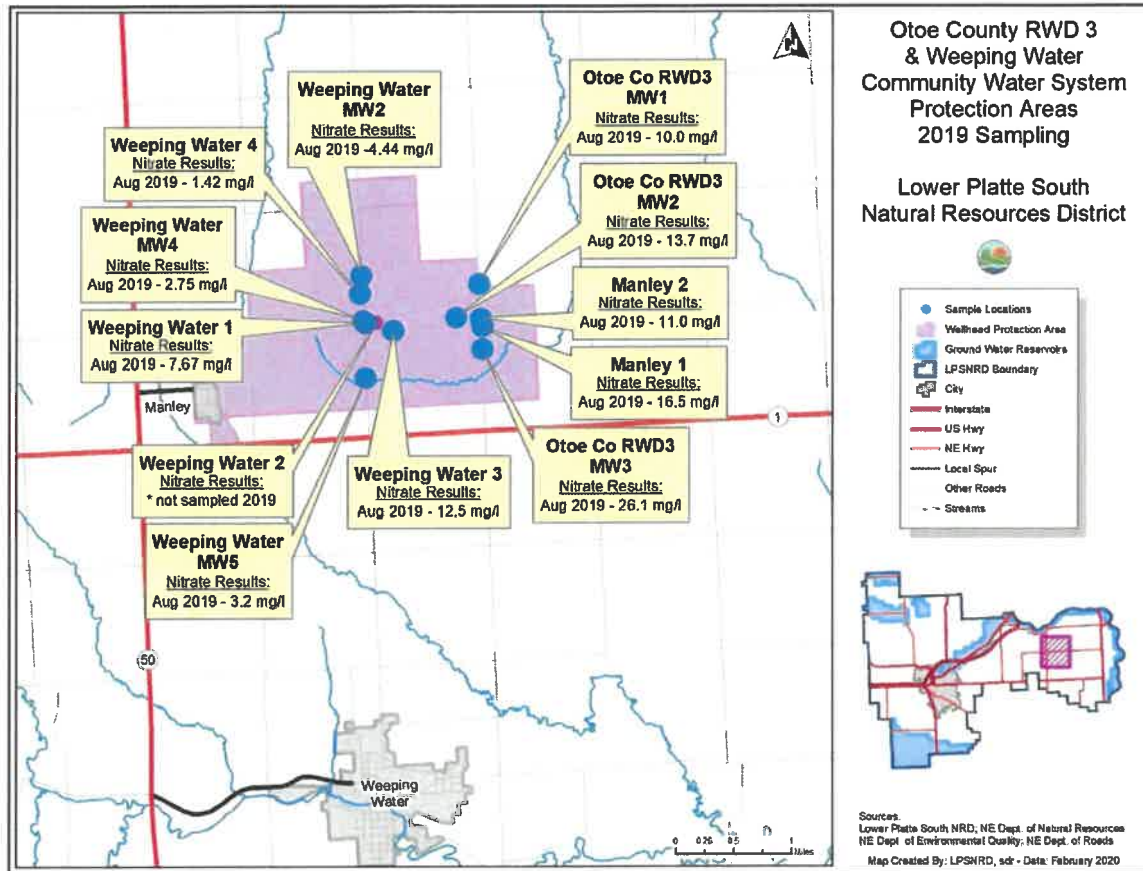 Otoe County RWD 3
& Weeping Water
Community Water System
Protection Areas
2019 Sampling
Lower Platte South
Natural Resources District
N
Weeping Water
MW2
Nitrate Results:
Aug 2019 -4.44 mg/l
Otoe Co RWD3
MW1
Nitrate Results:
Aug 2019 - 10.0 mg/l
Weeping Water 4
Nitrate Results:
Aug 2019 - 1.42 mg/l
Otoe Co RWD3
MW2
Nitrate Results:
Aug 2019 - 13.7 mg/l
Weeping Water
MW4
Nitrate Results:
Aug 2019 - 2.75 mg/l
Manley 2
Nitrate Results:
Aug 2019 - 11.0 mg/l
Weeping Water 1
Nitrate Results:
Aug 2019 - 7.67 mg/l
Manley 1
Nitrate Results:
Aug 2019 - 16.5 mg/l
Manley
1
Weeping Water 2
Nitrate Results:
* not sampled 2019
Weeping Water 3
Nitrate Results:
Aug 2019 - 12.5 mg/l
Otoe Co RWD3
MW3
Nitrate Results:
Aug 2019 - 26.1 mg/l
Weeping Water
MW5
Nitrate Results:
Aug 2019 - 3.2 mg/l
50
Weeping
Water
0 0.25 0.5 1
Miles
Sample Locations
Wellhead Protection Area
Ground Water Reservoirs
LPSNRD Boundary
City
Interstate
US Hwy
NE Hwy
Local Spur
Other Roads
Streams
Sources:
Lower Platte South NRD; NE Dept. of Natural Resources
NE Dept of Environmental Quality; NE Dept. of Roads
Map Created By: LPSNRD, sdr - Data: February 2020